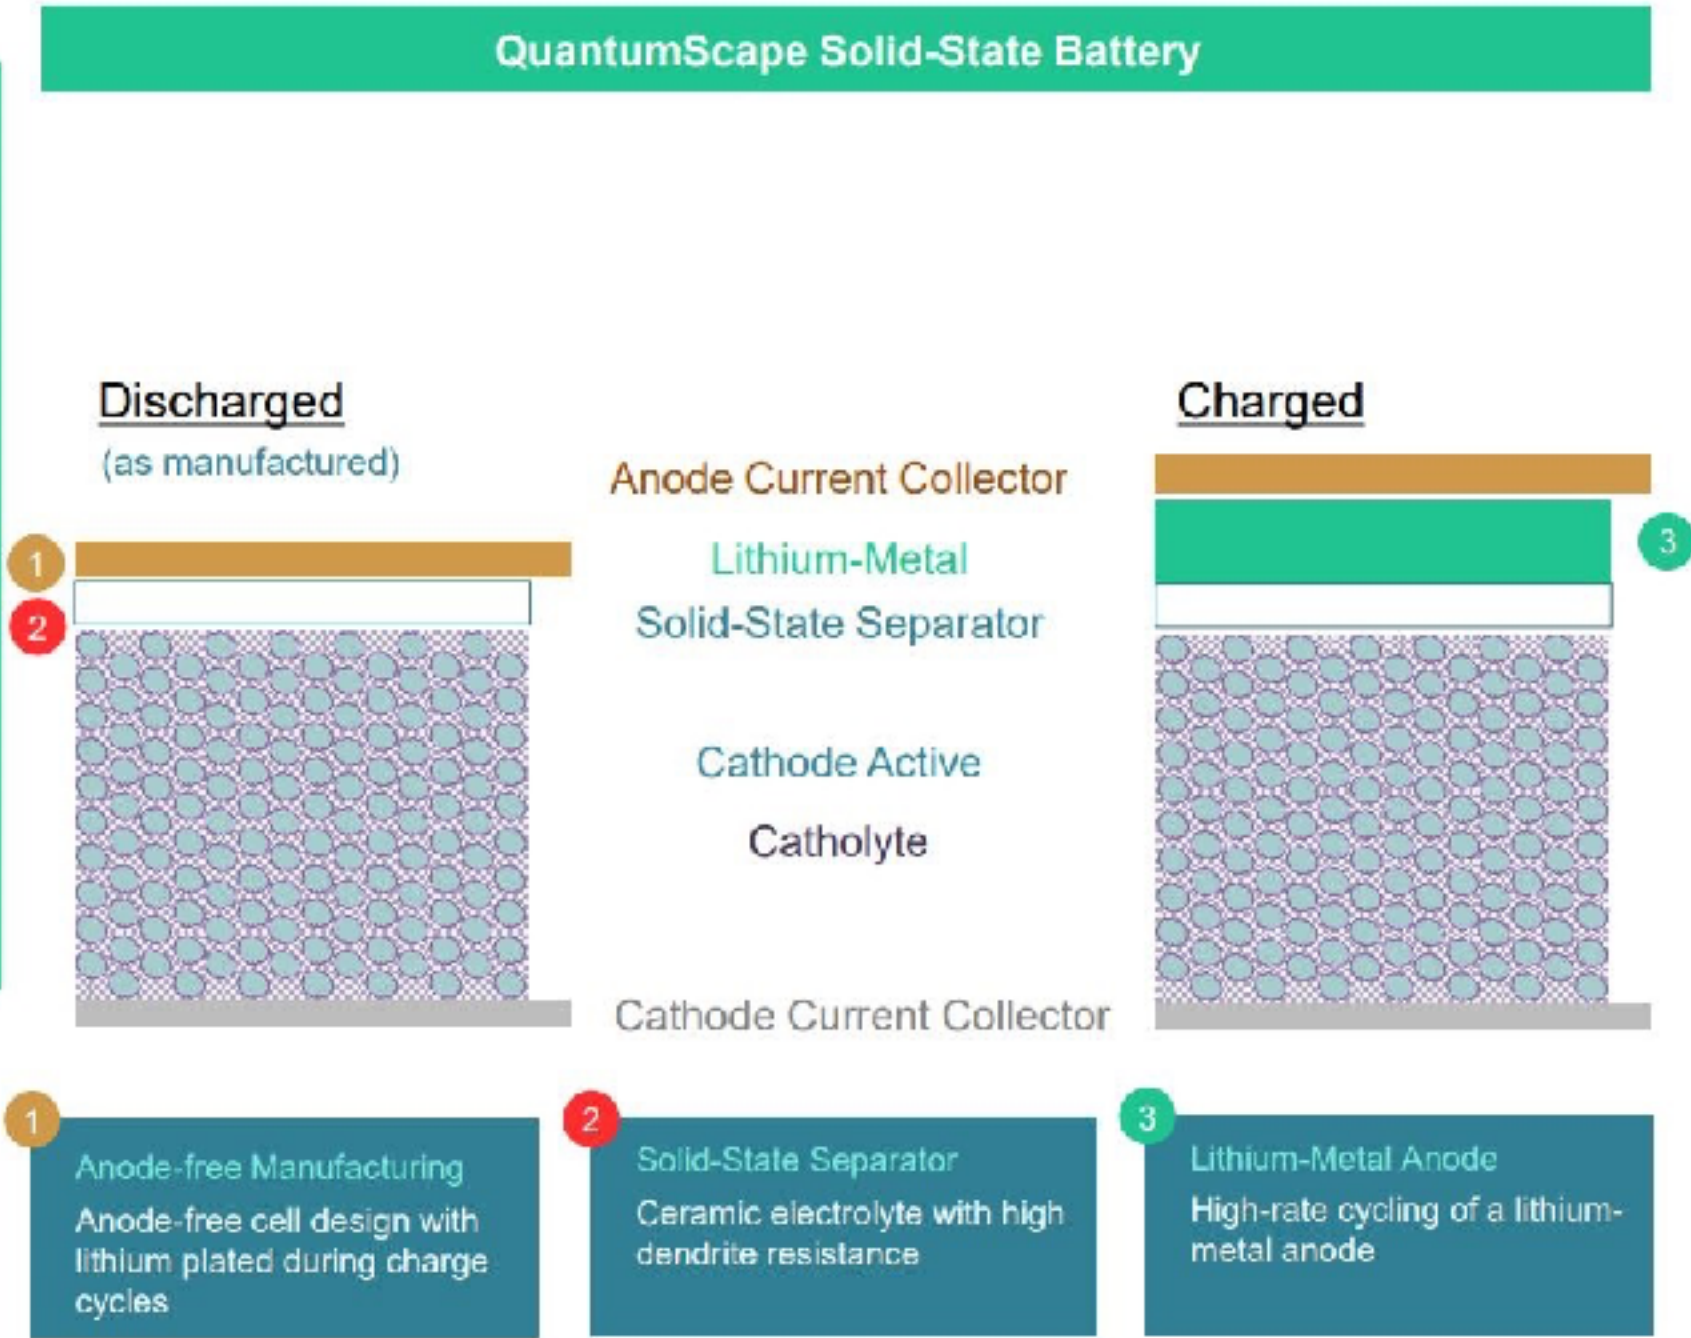 QuantumScape Solid-State Battery
Discharged
(as manufactured)
Charged
Anode Current Collector
Lithium-Metal
Solid-State Separator
Cathode Active
Catholyte
Cathode Current Collector
1
2
3
1
Anode-free Manufacturing
Anode-free cell design with
lithium plated during charge
cycles
2
Solid-State Separator
Ceramic electrolyte with high
dendrite resistance
3
Lithium-Metal Anode
High-rate cycling of a lithium-
metal anode